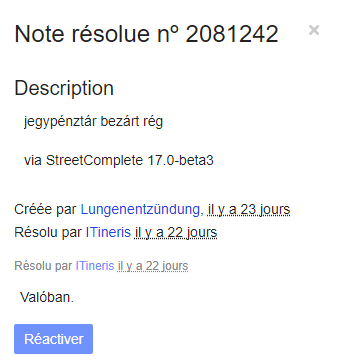 Note résolue nº 2081242 ×
Description
jegypénztár bezárt rég
via StreetComplete 17.0-beta3
Créée par Lungenentzündung, il y a 23 jours
Résolu par ITineris il y a 22 jours
Résolu par ITineris il y a 22 jours
Valóban.
Réactiver